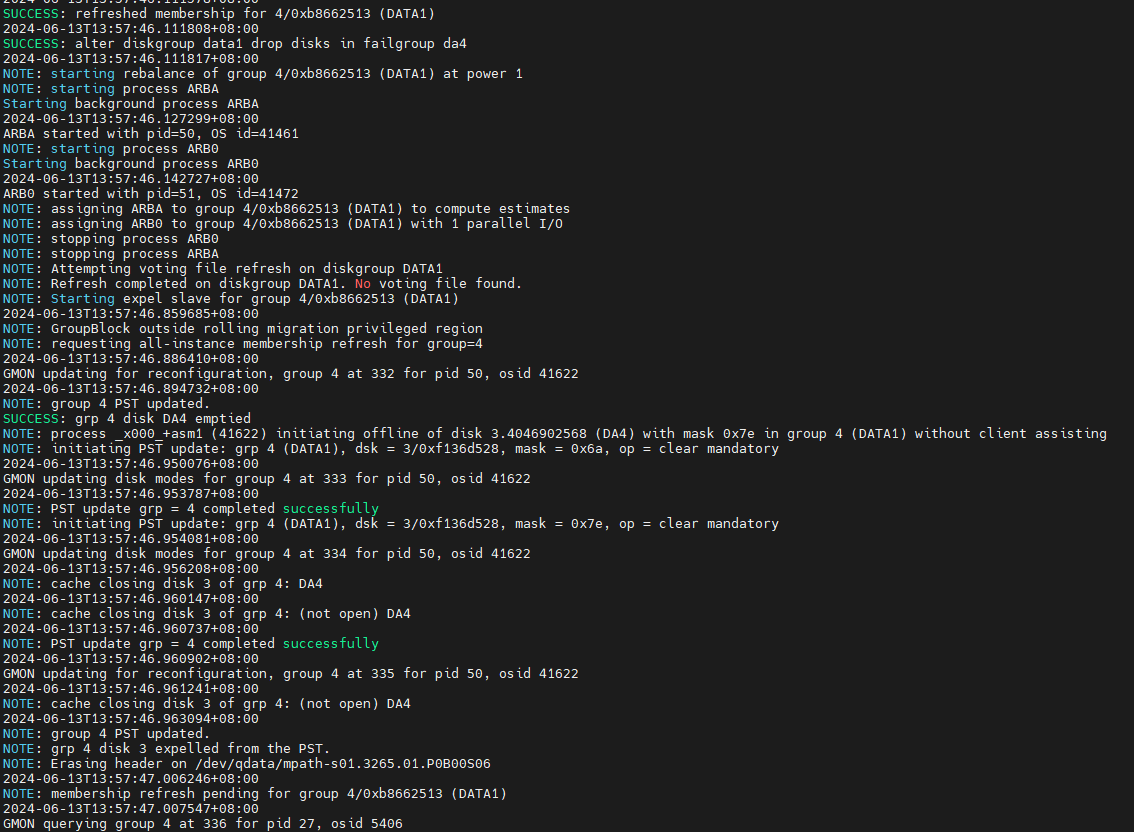 SUCCESS: refreshed membership for 4/0xb8662513 (DATA1)
2024-06-13T13:57:46.111808+08:00
SUCCESS: alter diskgroup data1 drop disks in failgroup da4
2024-06-13T13:57:46.111817+08:00
NOTE: starting rebalance of group 4/0xb8662513 (DATA1) at power 1
NOTE: starting process ARBA
Starting background process ARBA
2024-06-13T13:57:46.127299+08:00
ARBA started with pid=50, OS id=41461
NOTE: starting process ARB0
Starting background process ARB0
2024-06-13T13:57:46.142727+08:00
ARB0 started with pid=51, OS id=41472
NOTE: assigning ARBA to group 4/0xb8662513 (DATA1) to compute estimates
NOTE: assigning ARB0 to group 4/0xb8662513 (DATA1) with 1 parallel I/O
NOTE: stopping process ARB0
NOTE: stopping process ARBA
NOTE: Attempting voting file refresh on diskgroup DATA1
NOTE: Refresh completed on diskgroup DATA1. No voting file found.
NOTE: Starting expel slave for group 4/0xb8662513 (DATA1)
2024-06-13T13:57:46.859685+08:00
NOTE: GroupBlock outside rolling migration privileged region
NOTE: requesting all-instance membership refresh for group=4
2024-06-13T13:57:46.886410+08:00
GMON updating for reconfiguration, group 4 at 332 for pid 50, osid 41622
2024-06-13T13:57:46.894732+08:00
NOTE: group 4 PST updated.
SUCCESS: grp 4 disk DA4 emptied
NOTE: process _x000_+asm1 (41622) initiating offline of disk 3.4046902568 (DA4) with mask 0x7e in group 4 (DATA1) without client assisting
NOTE: initiating PST update: grp 4 (DATA1), dsk = 3/0xf136d528, mask = 0x6a, op = clear mandatory
2024-06-13T13:57:46.950076+08:00
GMON updating disk modes for group 4 at 333 for pid 50, osid 41622
2024-06-13T13:57:46.953787+08:00
NOTE: PST update grp = 4 completed successfully
NOTE: initiating PST update: grp 4 (DATA1), dsk = 3/0xf136d528, mask = 0x7e, op = clear mandatory
2024-06-13T13:57:46.954081+08:00
GMON updating disk modes for group 4 at 334 for pid 50, osid 41622
2024-06-13T13:57:46.956208+08:00
NOTE: cache closing disk 3 of grp 4: DA4
2024-06-13T13:57:46.960147+08:00
NOTE: cache closing disk 3 of grp 4: (not open) DA4
2024-06-13T13:57:46.960737+08:00
NOTE: PST update grp = 4 completed successfully
2024-06-13T13:57:46.960902+08:00
GMON updating for reconfiguration, group 4 at 335 for pid 50, osid 41622
2024-06-13T13:57:46.961241+08:00
NOTE: cache closing disk 3 of grp 4: (not open) DA4
2024-06-13T13:57:46.963094+08:00
NOTE: group 4 PST updated.
NOTE: grp 4 disk 3 expelled from the PST.
NOTE: Erasing header on /dev/qdata/mpath-s01.3265.01.P0B00S06
2024-06-13T13:57:47.006246+08:00
NOTE: membership refresh pending for group 4/0xb8662513 (DATA1)
2024-06-13T13:57:47.007547+08:00
GMON querying group 4 at 336 for pid 27, osid 5406